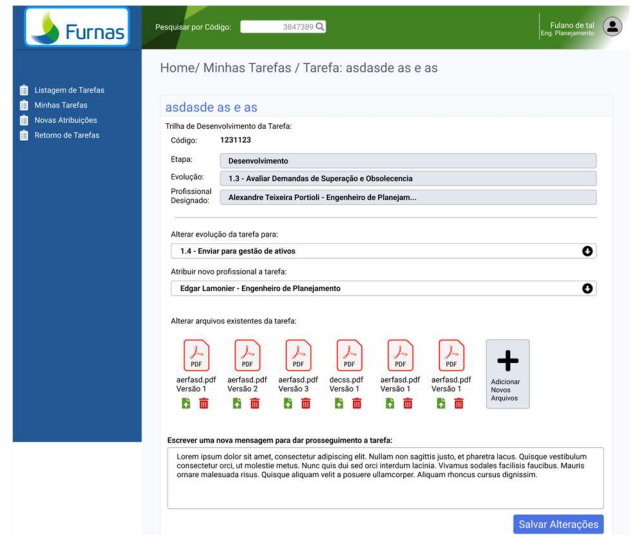 Furnas
Pesquisar por Código:
3847389
Fulano de tal
Eng. Planejamento
Listagem de Tarefas
Minhas Tarefas
Novas Atribuições
Retorno de Tarefas
Home/ Minhas Tarefas / Tarefa: asdasde as e as
asdasde as e as
Trilha de Desenvolvimento da Tarefa:
Código: 1231123
Etapa: Desenvolvimento
Evolução: 1.3 - Avaliar Demandas de Superação e Obsolecencia
Profissional
Designado: Alexandre Teixeira Portioli - Engenheiro de Planejam...
Alterar evolução da tarefa para:
1.4 - Enviar para gestão de ativos
Atribuir novo profissional a tarefa:
Edgar Lamonier - Engenheiro de Planejamento
Alterar arquivos existentes da tarefa:
PDF PDF PDF PDF PDF PDF
aerfasd.pdf aerfasd.pdf aerfasd.pdf decss.pdf aerfasd.pdf aerfasd.pdf
Versão 1 Versão 2 Versão 3 Versão 1 Versão 1 Versão 1
Adicionar
Novos
Arquivos
Escrever uma nova mensagem para dar prosseguimento a tarefa:
Lorem ipsum dolor sit amet, consectetur adipiscing elit. Nullam non sagittis justo, et pharetra lacus. Quisque vestibulum
consectetur orci, ut molestie metus. Nunc quis dui sed orci interdum lacinia. Vivamus sodales facilisis faucibus. Mauris
ornare malesuada risus. Quisque aliquam velit a posuere ullamcorper. Aliquam rhoncus cursus dignissim.
Salvar Alterações